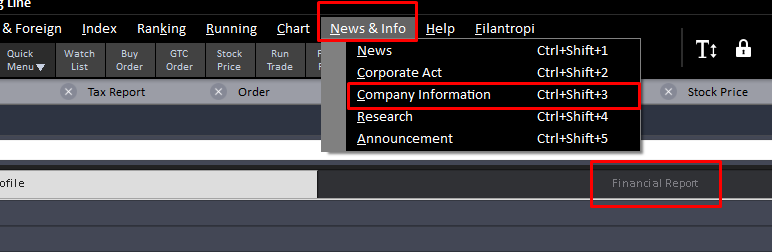 g Line
& Foreign Index Ranking Running Chart News & Info Help Filantropi
Quick Menu▼ Watch List Buy Order GTC Order Stock Price Run Trade
News Ctrl+Shift+1
Corporate Act Ctrl+Shift+2
Company Information Ctrl+Shift+3
Research Ctrl+Shift+4
Announcement Ctrl+Shift+5
Tax Report Order Stock Price
ofile Financial Report